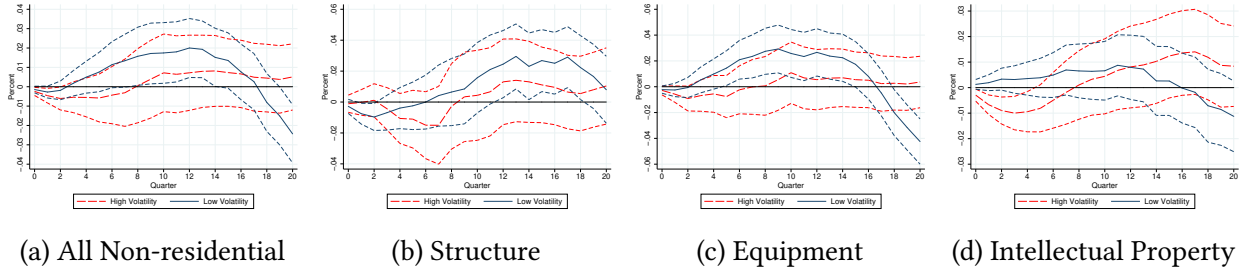 .04
.03
.02
.01
0
-.01
-.02
-.03
-.04
Percent
0 2 4 6 8 10 12 14 16 18 20
Quarter
High Volatility Low Volatility
(a) All Non-residential
.06
.04
.02
0
-.02
-.04
Percent
0 2 4 6 8 10 12 14 16 18 20
Quarter
High Volatility Low Volatility
(b) Structure
.06
.04
.02
0
-.02
-.04
-.06
Percent
0 2 4 6 8 10 12 14 16 18 20
Quarter
High Volatility Low Volatility
(c) Equipment
.03
.02
.01
0
-.01
-.02
-.03
Percent
0 2 4 6 8 10 12 14 16 18 20
Quarter
High Volatility Low Volatility
(d) Intellectual Property